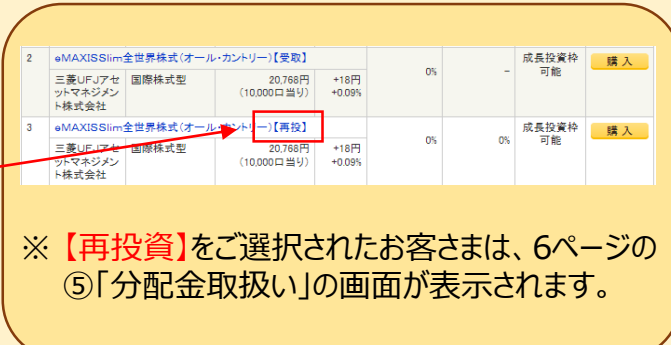 2 eMAXISSlim全世界株式(オール・カントリー)【受取】
三菱UFJアセットマネジメント株式会社 国際株式型 20,768円 (10,000口当り) +18円 +0.09% 0% - 成長投資枠 可能 購入
3 eMAXISSlim全世界株式(オール・カントリー)【再投】
三菱UFJアセットマネジメント株式会社 国際株式型 20,768円 (10,000口当り) +18円 +0.09% 0% 0% 成長投資枠 可能 購入
※【再投資】をご選択されたお客さまは、6ページの
⑤「分配金取扱い」の画面が表示されます。